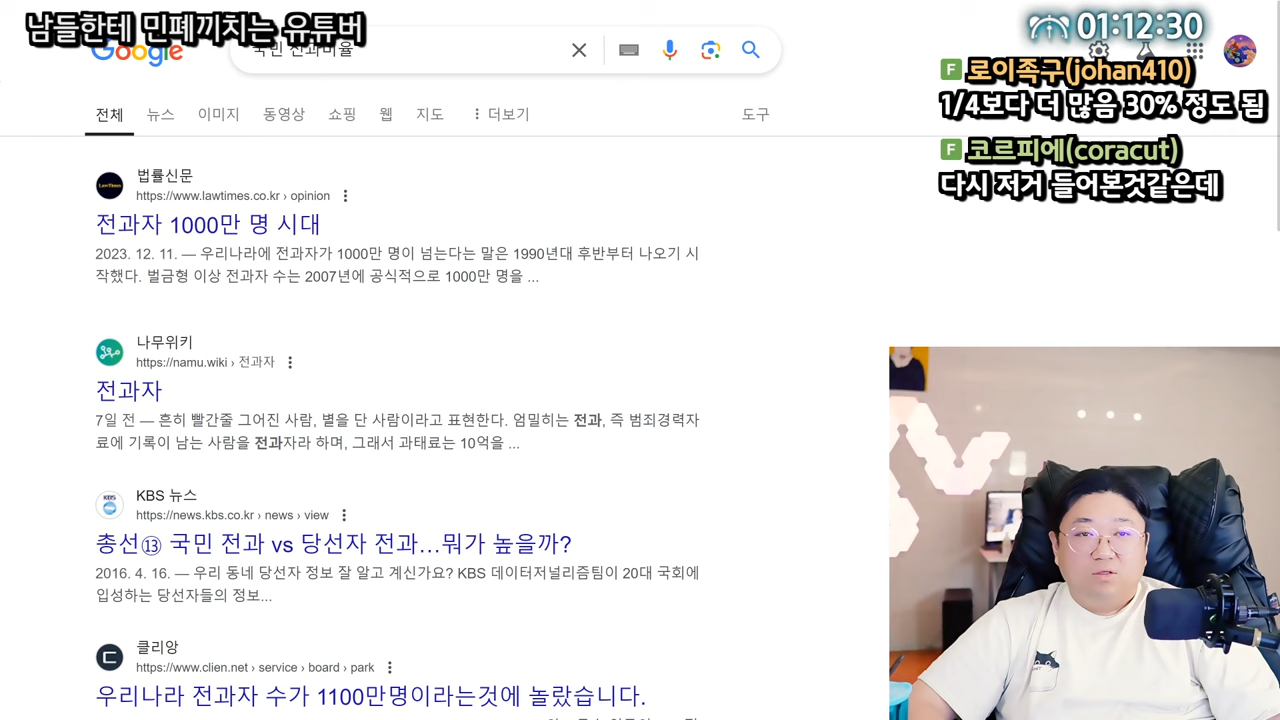 남들한테 민폐끼치는 유튜버
Google
국민 전과비율
전체 뉴스 이미지 동영상 쇼핑 웹 지도 더보기 도구
01:12:30
F 로이족구(johan410)
1/4보다 더 많음 30% 정도 됨
F 코르피에(coracut)
다시 저거 들어본것같은데
법률신문
https://www.lawtimes.co.kr › opinion
전과자 1000만 명 시대
2023. 12. 11. — 우리나라에 전과자가 1000만 명이 넘는다는 말은 1990년대 후반부터 나오기 시
작했다. 벌금형 이상 전과자 수는 2007년에 공식적으로 1000만 명을 ...
나무위키
https://namu.wiki › 전과자
전과자
7일 전 — 흔히 빨간줄 그어진 사람, 별을 단 사람이라고 표현한다. 엄밀히는 전과, 즉 범죄경력자
료에 기록이 남는 사람을 전과자라 하며, 그래서 과태료는 10억을 ...
KBS 뉴스
https://news.kbs.co.kr › news › view
총선⑬ 국민 전과 vs 당선자 전과…뭐가 높을까?
2016. 4. 16. — 우리 동네 당선자 정보 잘 알고 계신가요? KBS 데이터저널리즘팀이 20대 국회에
입성하는 당선자들의 정보...
클리앙
https://www.clien.net › service › board › park
우리나라 전과자 수가 1100만명이라는것에 놀랐습니다.